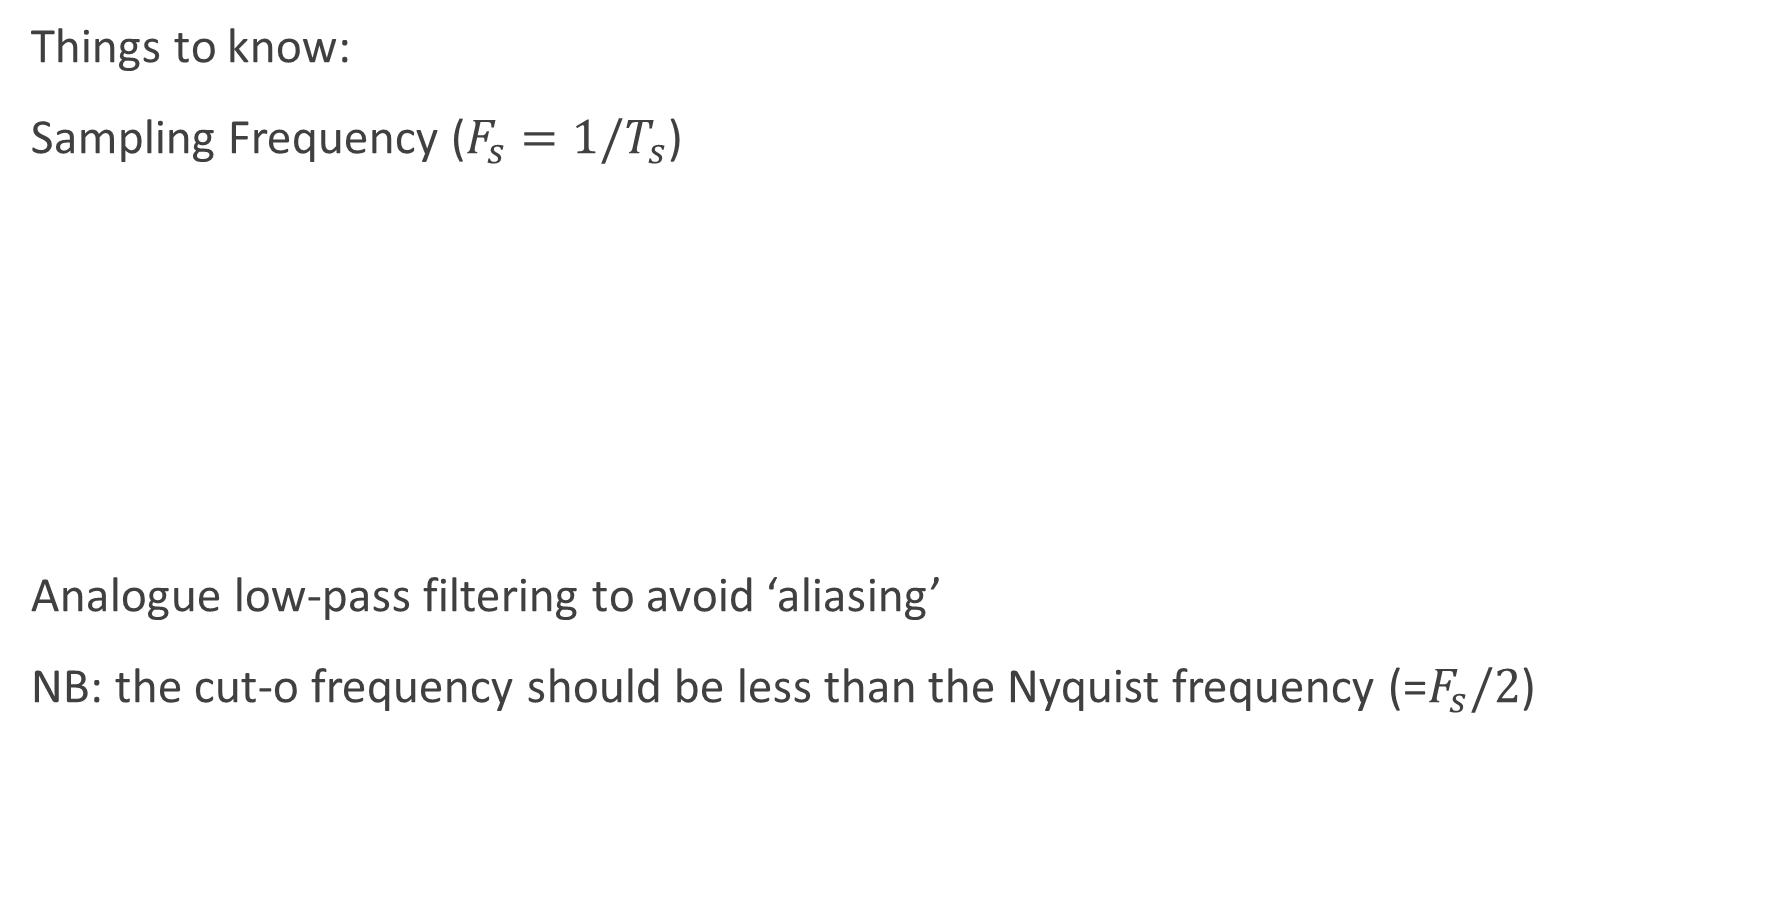 Things to know:
Sampling Frequency (Fₛ = 1/Tₛ)
Analogue low-pass filtering to avoid ‘aliasing’
NB: the cut-o frequency should be less than the Nyquist frequency (=Fₛ/2)